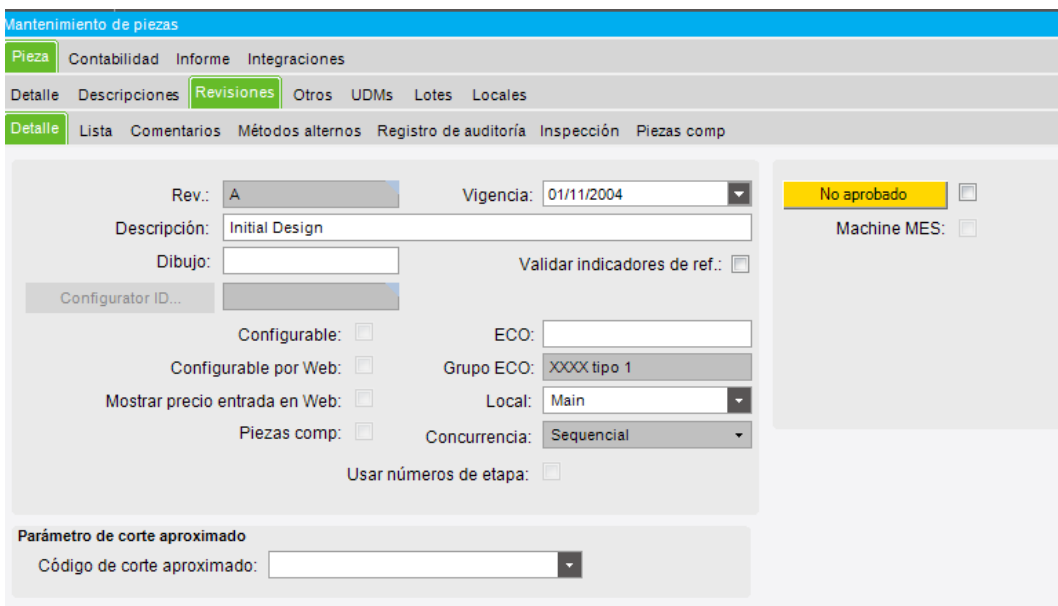 Mantenimiento de piezas
Pieza Contabilidad Informe Integraciones
Detalle Descripciones Revisiones Otros UDMs Lotes Locales
Detalle Lista Comentarios Métodos alternos Registro de auditoría Inspección Piezas comp
Rev.: A Vigencia: 01/11/2004 No aprobado
Descripción: Initial Design Machine MES:
Dibujo: Validar indicadores de ref.:
Configurator ID...
Configurable: ECO:
Configurable por Web: Grupo ECO: XXXX tipo 1
Mostrar precio entrada en Web: Local: Main
Piezas comp: Concurrencia: Sequencial
Usar números de etapa:
Parámetro de corte aproximado
Código de corte aproximado: